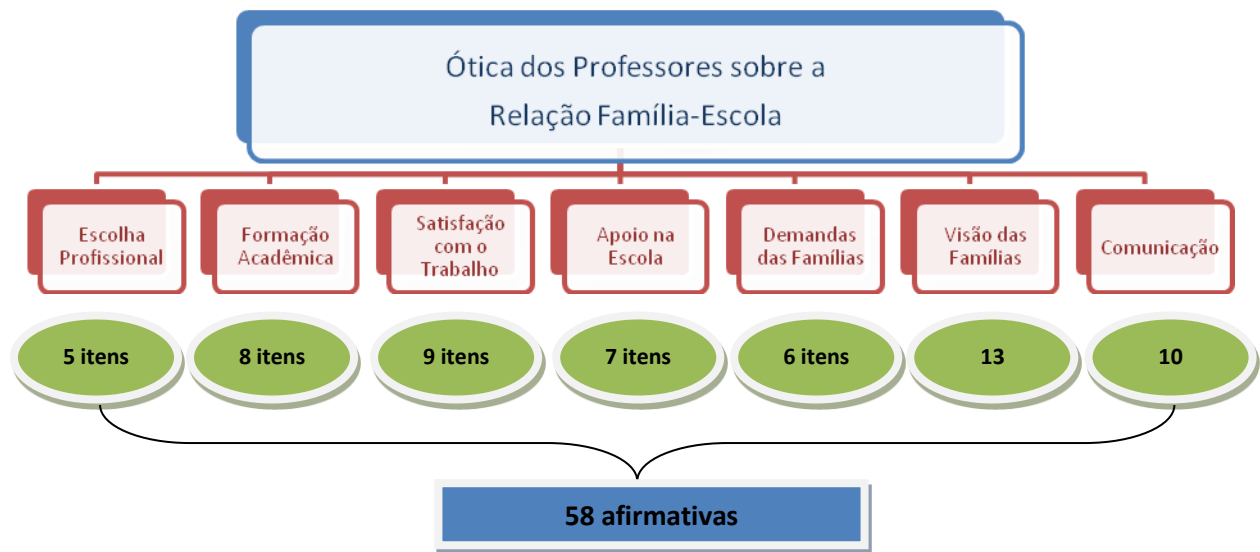 Ótica dos Professores sobre a
Relação Família-Escola
Escolha
Profissional
Formação
Acadêmica
Satisfação
com o
Trabalho
Apoio na
Escola
Demandas
das Famílias
Visão das
Famílias
Comunicação
5 itens
8 itens
9 itens
7 itens
6 itens
13
10
58 afirmativas